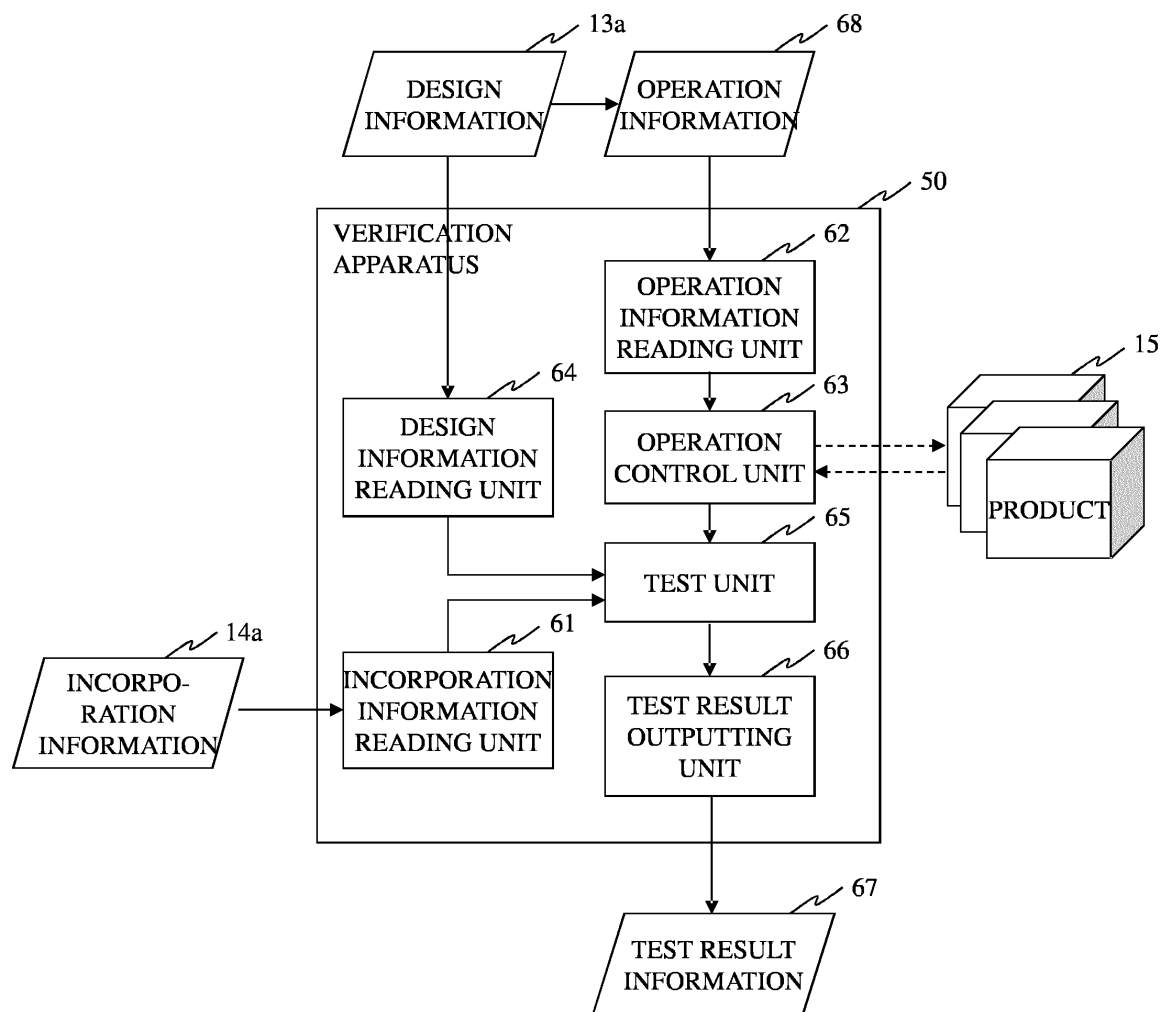 13a
68
DESIGN
INFORMATION
OPERATION
INFORMATION
50
VERIFICATION
APPARATUS
62
OPERATION
INFORMATION
READING UNIT
15
64
63
DESIGN
INFORMATION
READING UNIT
OPERATION
CONTROL UNIT
PRODUCT
65
TEST UNIT
14a
61
66
INCORPO-
RATION
INFORMATION
INCORPORATION
INFORMATION
READING UNIT
TEST RESULT
OUTPUTTING
UNIT
67
TEST RESULT
INFORMATION